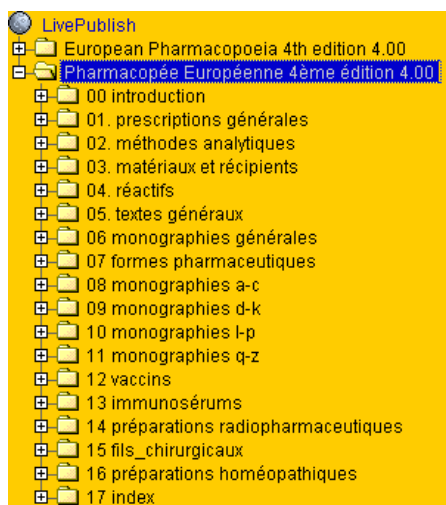 LivePublish
European Pharmacopoeia 4th edition 4.00
Pharmacopée Européenne 4ème édition 4.00
00 introduction
01. prescriptions générales
02. méthodes analytiques
03. matériaux et récipients
04. réactifs
05. textes généraux
06 monographies générales
07 formes pharmaceutiques
08 monographies a-c
09 monographies d-k
10 monographies l-p
11 monographies q-z
12 vaccins
13 immunosérums
14 préparations radiopharmaceutiques
15 fils_chirurgicaux
16 préparations homéopathiques
17 index